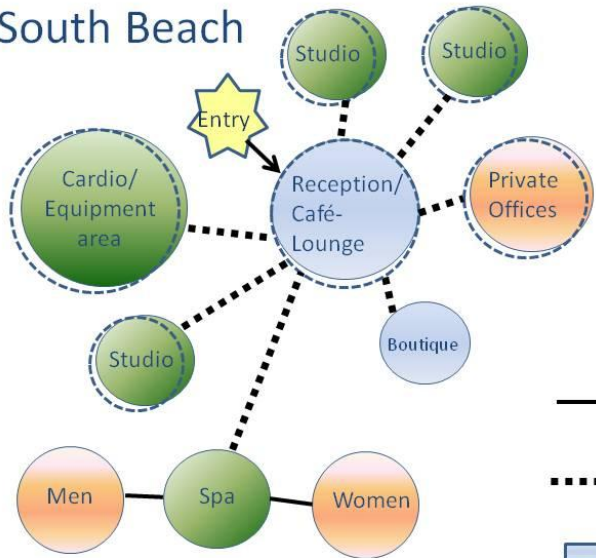 South Beach
Studio
Studio
Entry
Cardio/
Equipment
area
Reception/
Café-
Lounge
Private
Offices
Studio
Boutique
Men
Spa
Women